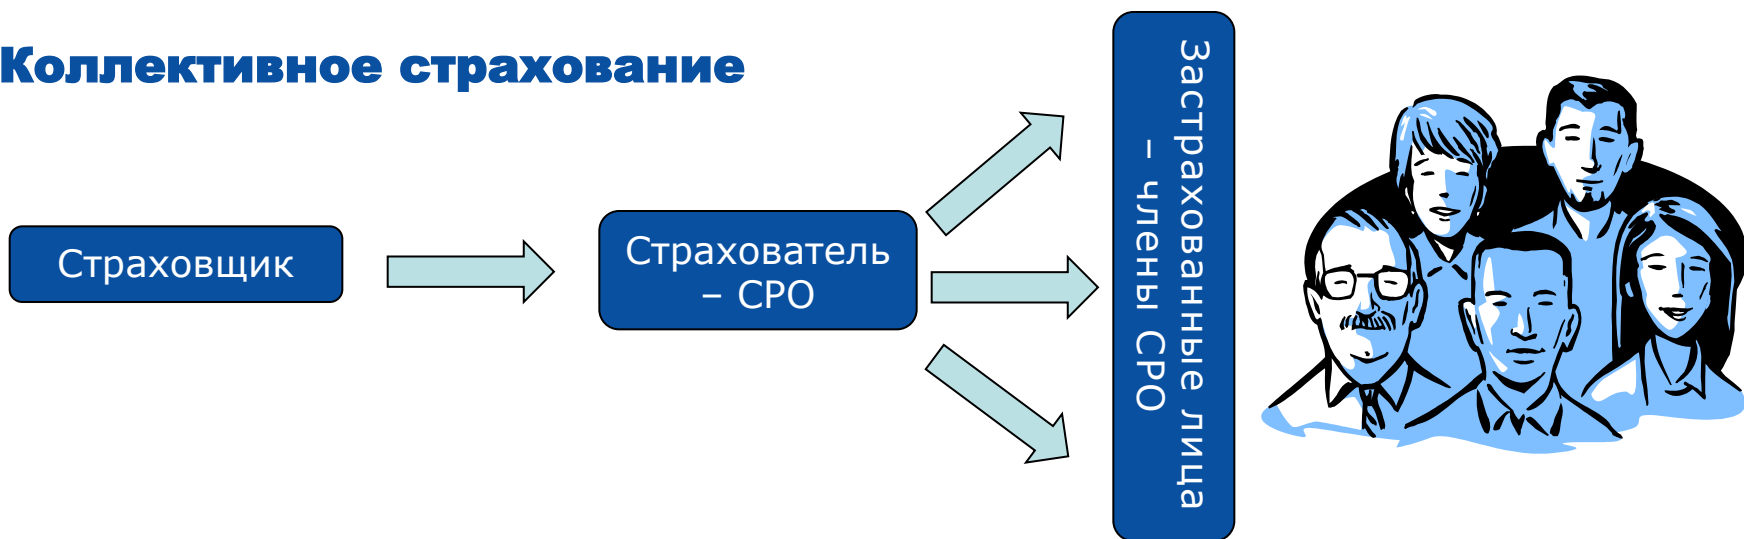 Коллективное страхование
Страховщик
Страхователь
– СРО
Застрахованные лица
– члены СРО